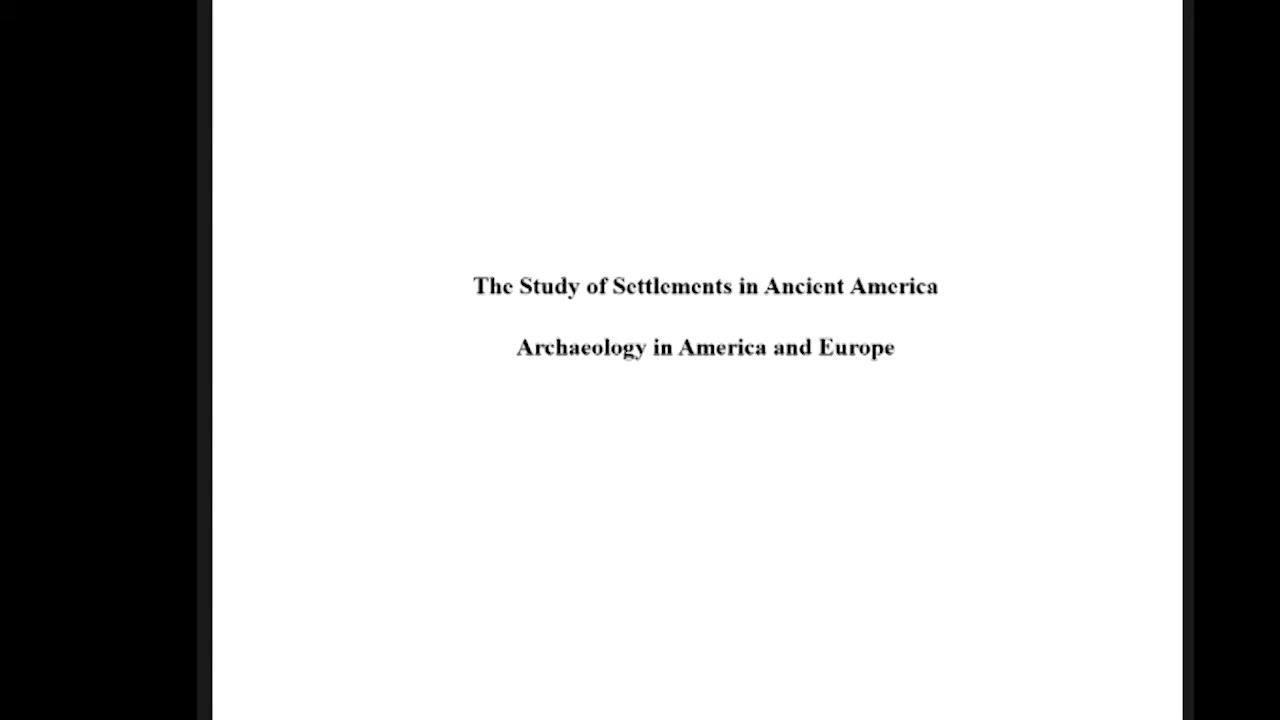 The Study of Settlements in Ancient America
Archaeology in America and Europe